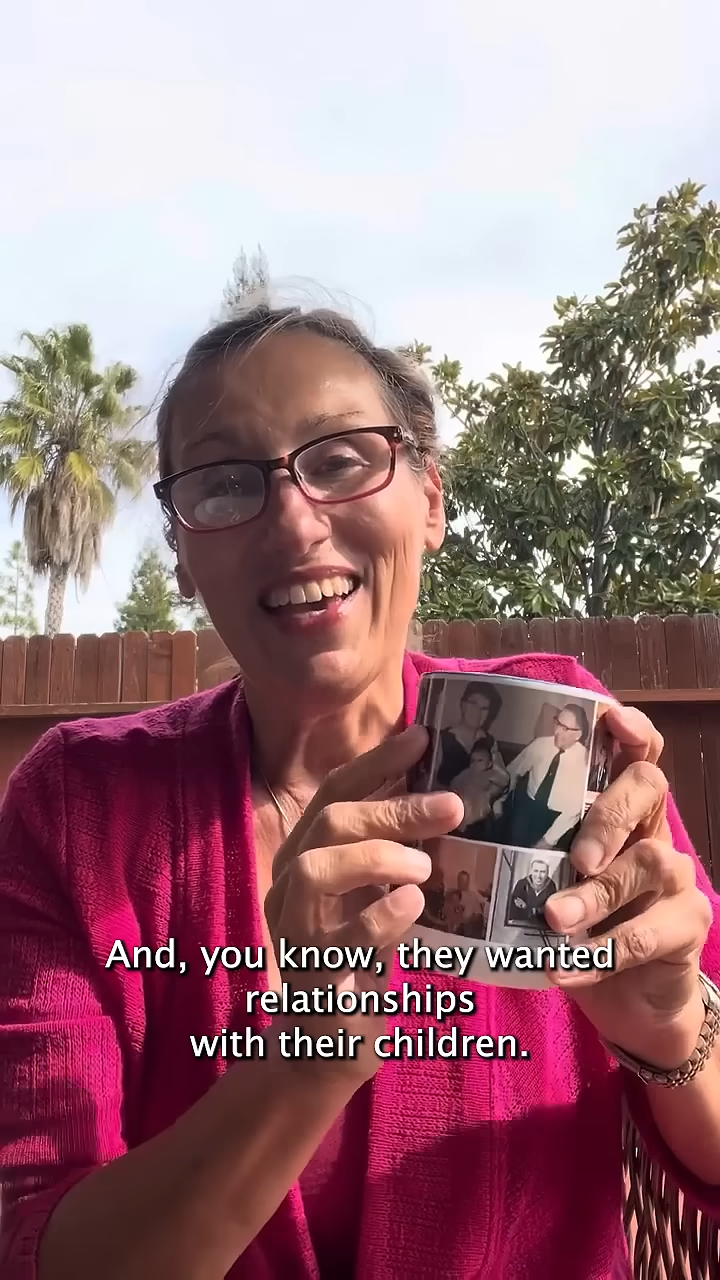 And, you know, they wanted
relationships
with their children.